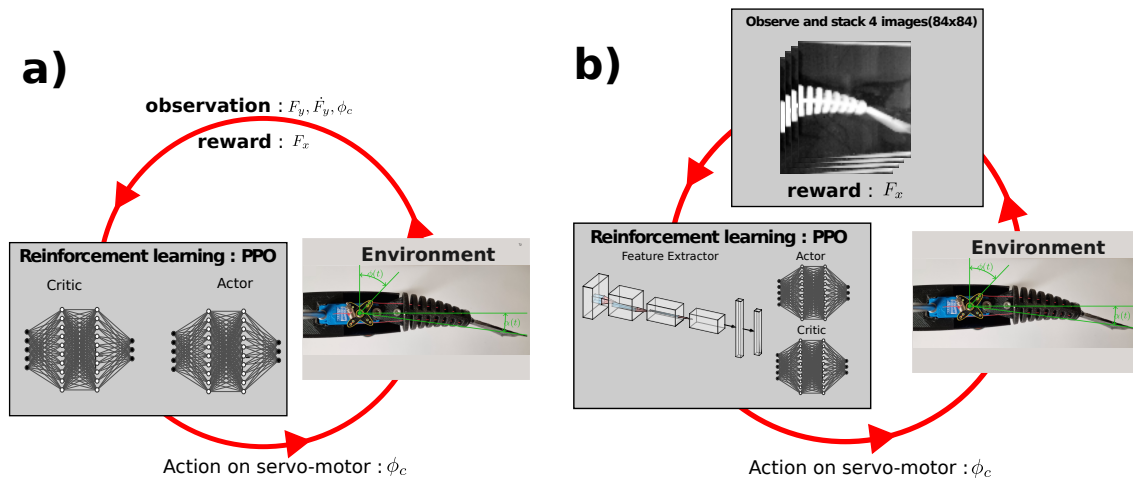 a)
observation : F_y, Ḟ_y, ϕ_c
reward : F_x
Reinforcement learning : PPO
Critic
Actor
Environment
ϕ(t)
s(t)
Action on servo-motor : ϕ_c
b)
Observe and stack 4 images(84x84)
reward : F_x
Reinforcement learning : PPO
Feature Extractor
Actor
Critic
Environment
ϕ(t)
s(t)
Action on servo-motor : ϕ_c